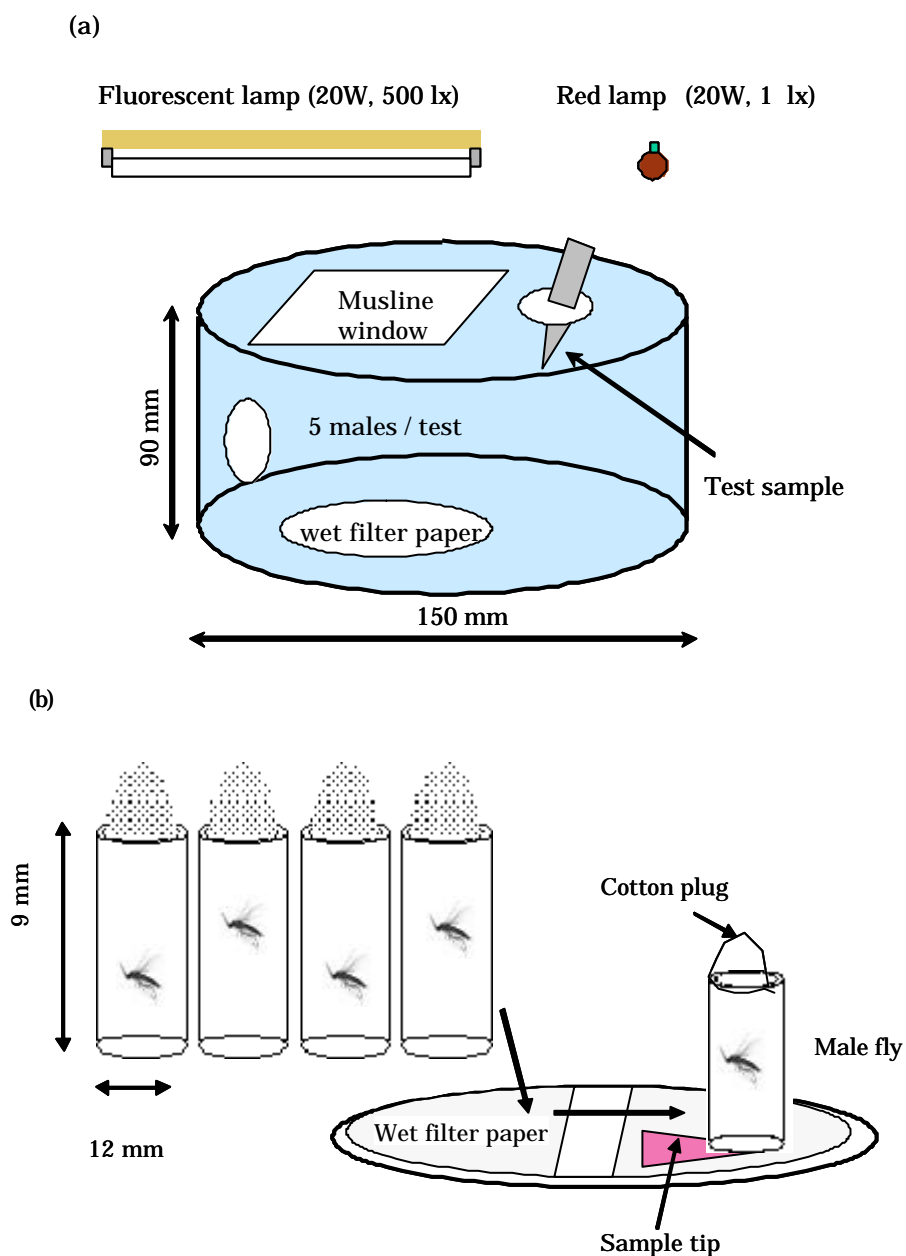 (a)
Fluorescent lamp (20W, 500 lx)
Red lamp (20W, 1 lx)
Musline
window
90 mm
5 males / test
Test sample
wet filter paper
150 mm
(b)
9 mm
Cotton plug
Male fly
Wet filter paper
12 mm
Sample tip